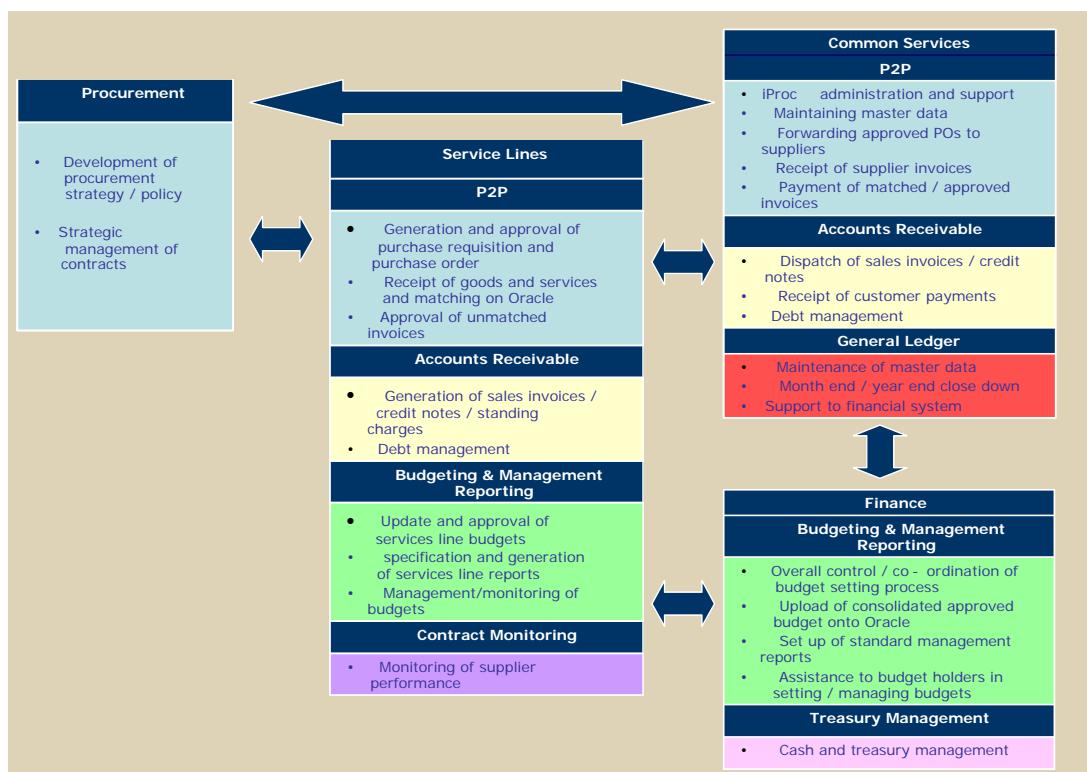 Procurement
• Development of
procurement
strategy / policy
• Strategic
management of
contracts
Service Lines
P2P
• Generation and approval of
purchase requisition and
purchase order
• Receipt of goods and services
and matching on Oracle
• Approval of unmatched
invoices
Accounts Receivable
• Generation of sales invoices /
credit notes / standing
charges
• Debt management
Budgeting & Management
Reporting
• Update and approval of
services line budgets
• specification and generation
of services line reports
• Management/monitoring of
budgets
Contract Monitoring
• Monitoring of supplier
performance
Common Services
P2P
• iProc administration and support
• Maintaining master data
• Forwarding approved POs to
suppliers
• Receipt of supplier invoices
• Payment of matched / approved
invoices
Accounts Receivable
• Dispatch of sales invoices / credit
notes
• Receipt of customer payments
• Debt management
General Ledger
• Maintenance of master data
• Month end / year end close down
• Support to financial system
Finance
Budgeting & Management
Reporting
• Overall control / co - ordination of
budget setting process
• Upload of consolidated approved
budget onto Oracle
• Set up of standard management
reports
• Assistance to budget holders in
setting / managing budgets
Treasury Management
• Cash and treasury management